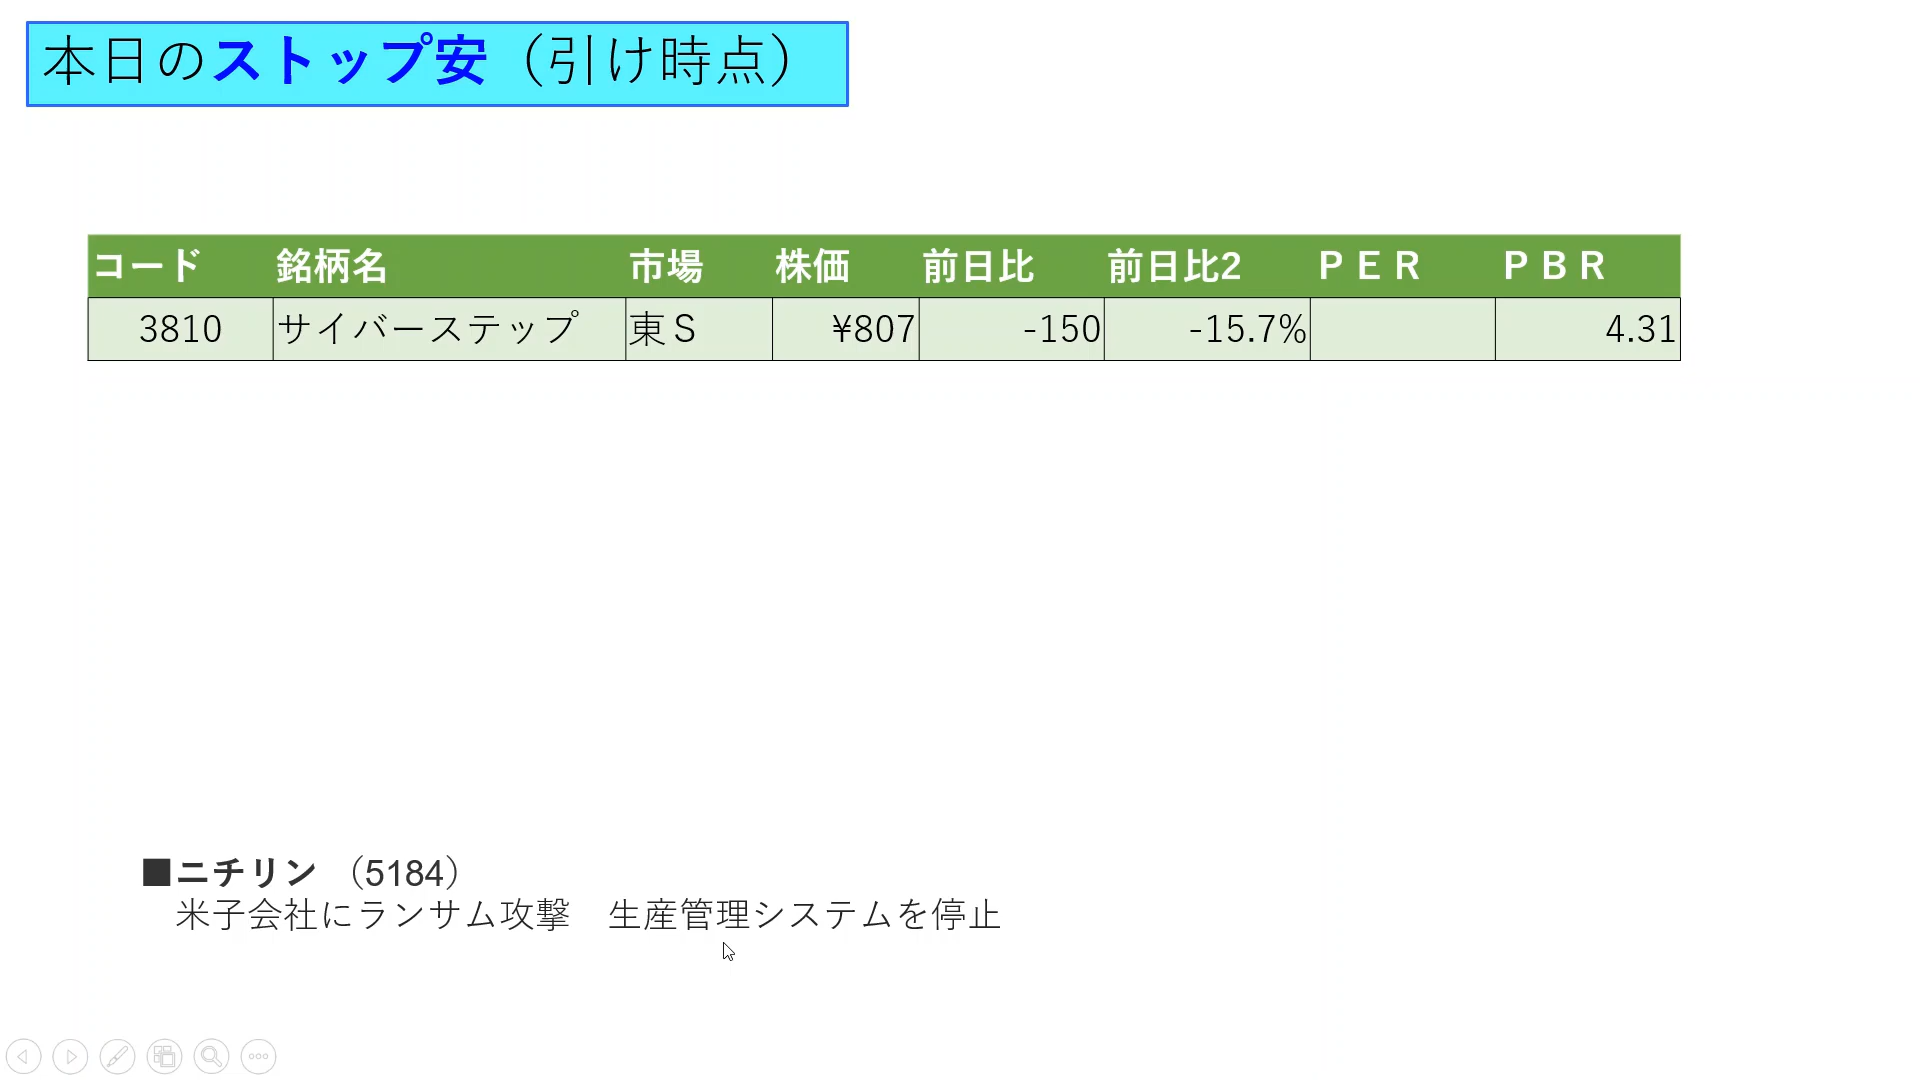 本日のストップ安（引け時点）
コード 銘柄名 市場 株価 前日比 前日比2 ＰＥＲ ＰＢＲ
3810 サイバーステップ 東Ｓ ¥807 -150 -15.7% 4.31
■ニチリン （5184）
米子会社にランサム攻撃　生産管理システムを停止